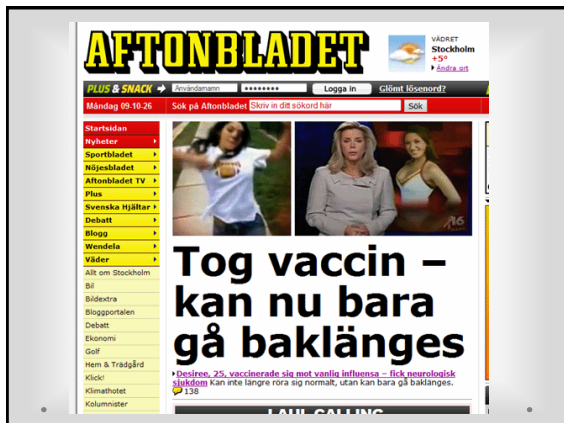 AFTONBLADET
VÄDRET
Stockholm
+5°
Ändra ort
PLUS & SNACK
Användarnamn
Logga in
Glömt lösenord?
Måndag 09-10-26
Sök på Aftonbladet
Skriv in ditt sökord här
Sök
Startsidan
Nyheter
Sportbladet
Nöjesbladet
Aftonbladet TV
Plus
Svenska Hjältar
Debatt
Blogg
Wendela
Väder
Allt om Stockholm
Bil
Bildextra
Bloggportalen
Debatt
Ekonomi
Golf
Hem & Trädgård
Klick!
Klimathotet
Kolumnister
Tog vaccin –
kan nu bara
gå baklänges
Desiree, 25, vaccinerade sig mot vanlig influensa – fick neurologisk
sjukdom Kan inte längre röra sig normalt, utan kan bara gå baklänges.
138